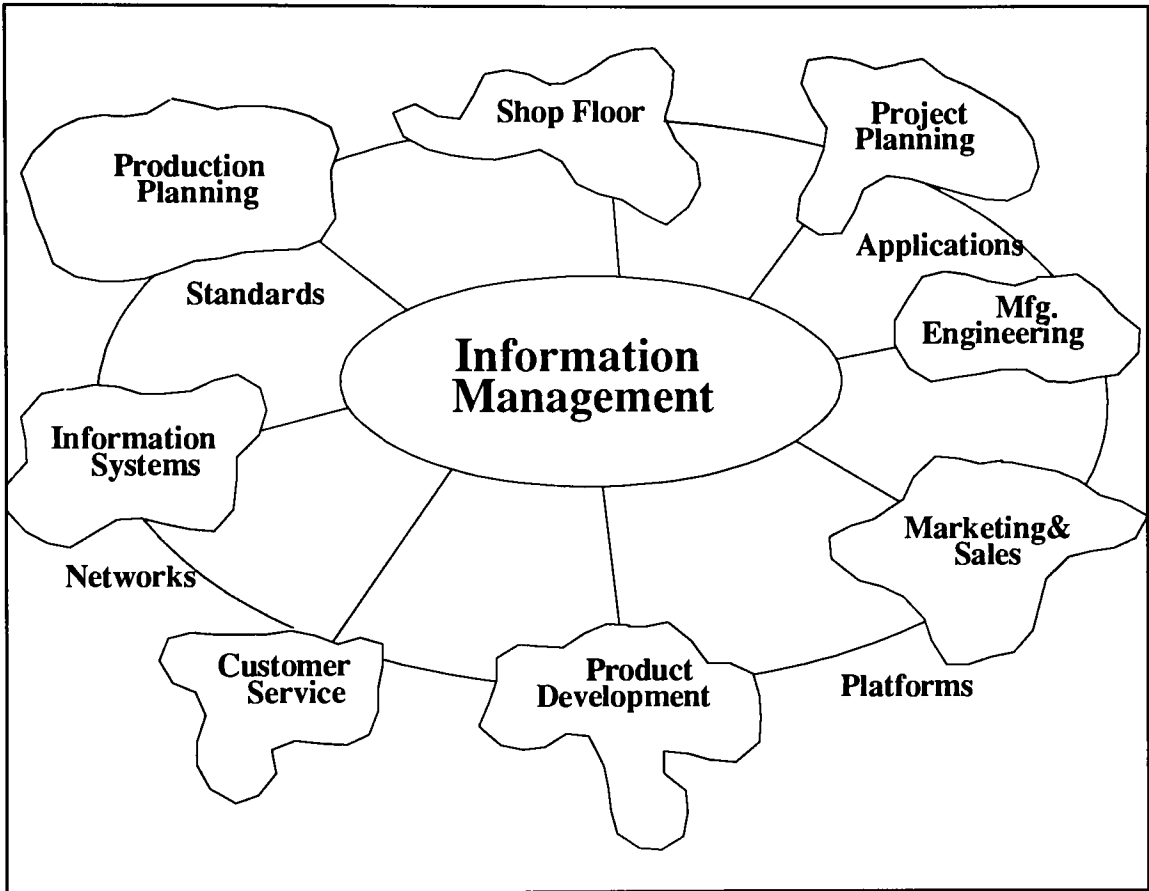 Shop Floor
Project
Planning
Production
Planning
Applications
Standards
Mfg.
Engineering
Information
Management
Information
Systems
Marketing&
Sales
Networks
Customer
Service
Product
Development
Platforms